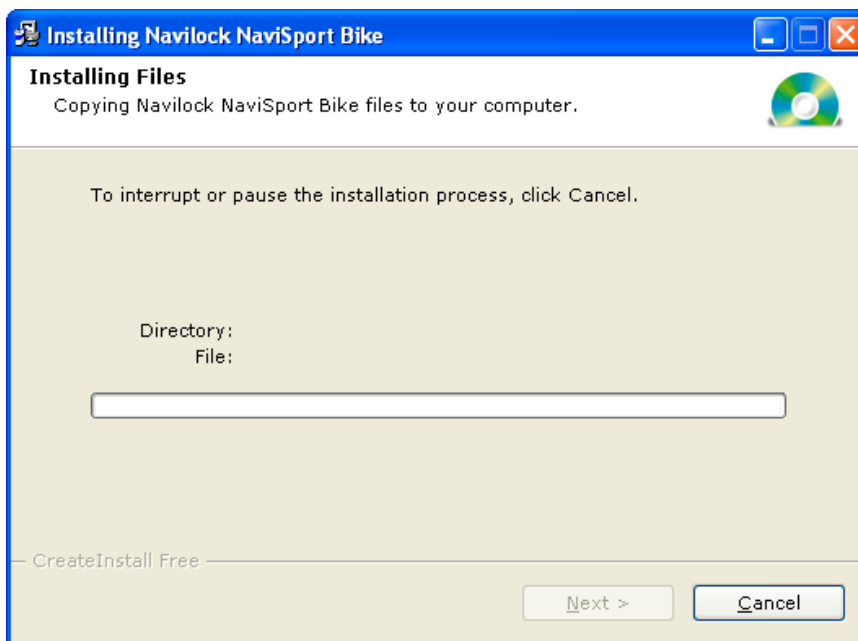 Installing Navilock NaviSport Bike
Installing Files
Copying Navilock NaviSport Bike files to your computer.
To interrupt or pause the installation process, click Cancel.
Directory:
File:
CreateInstall Free
Next >
Cancel